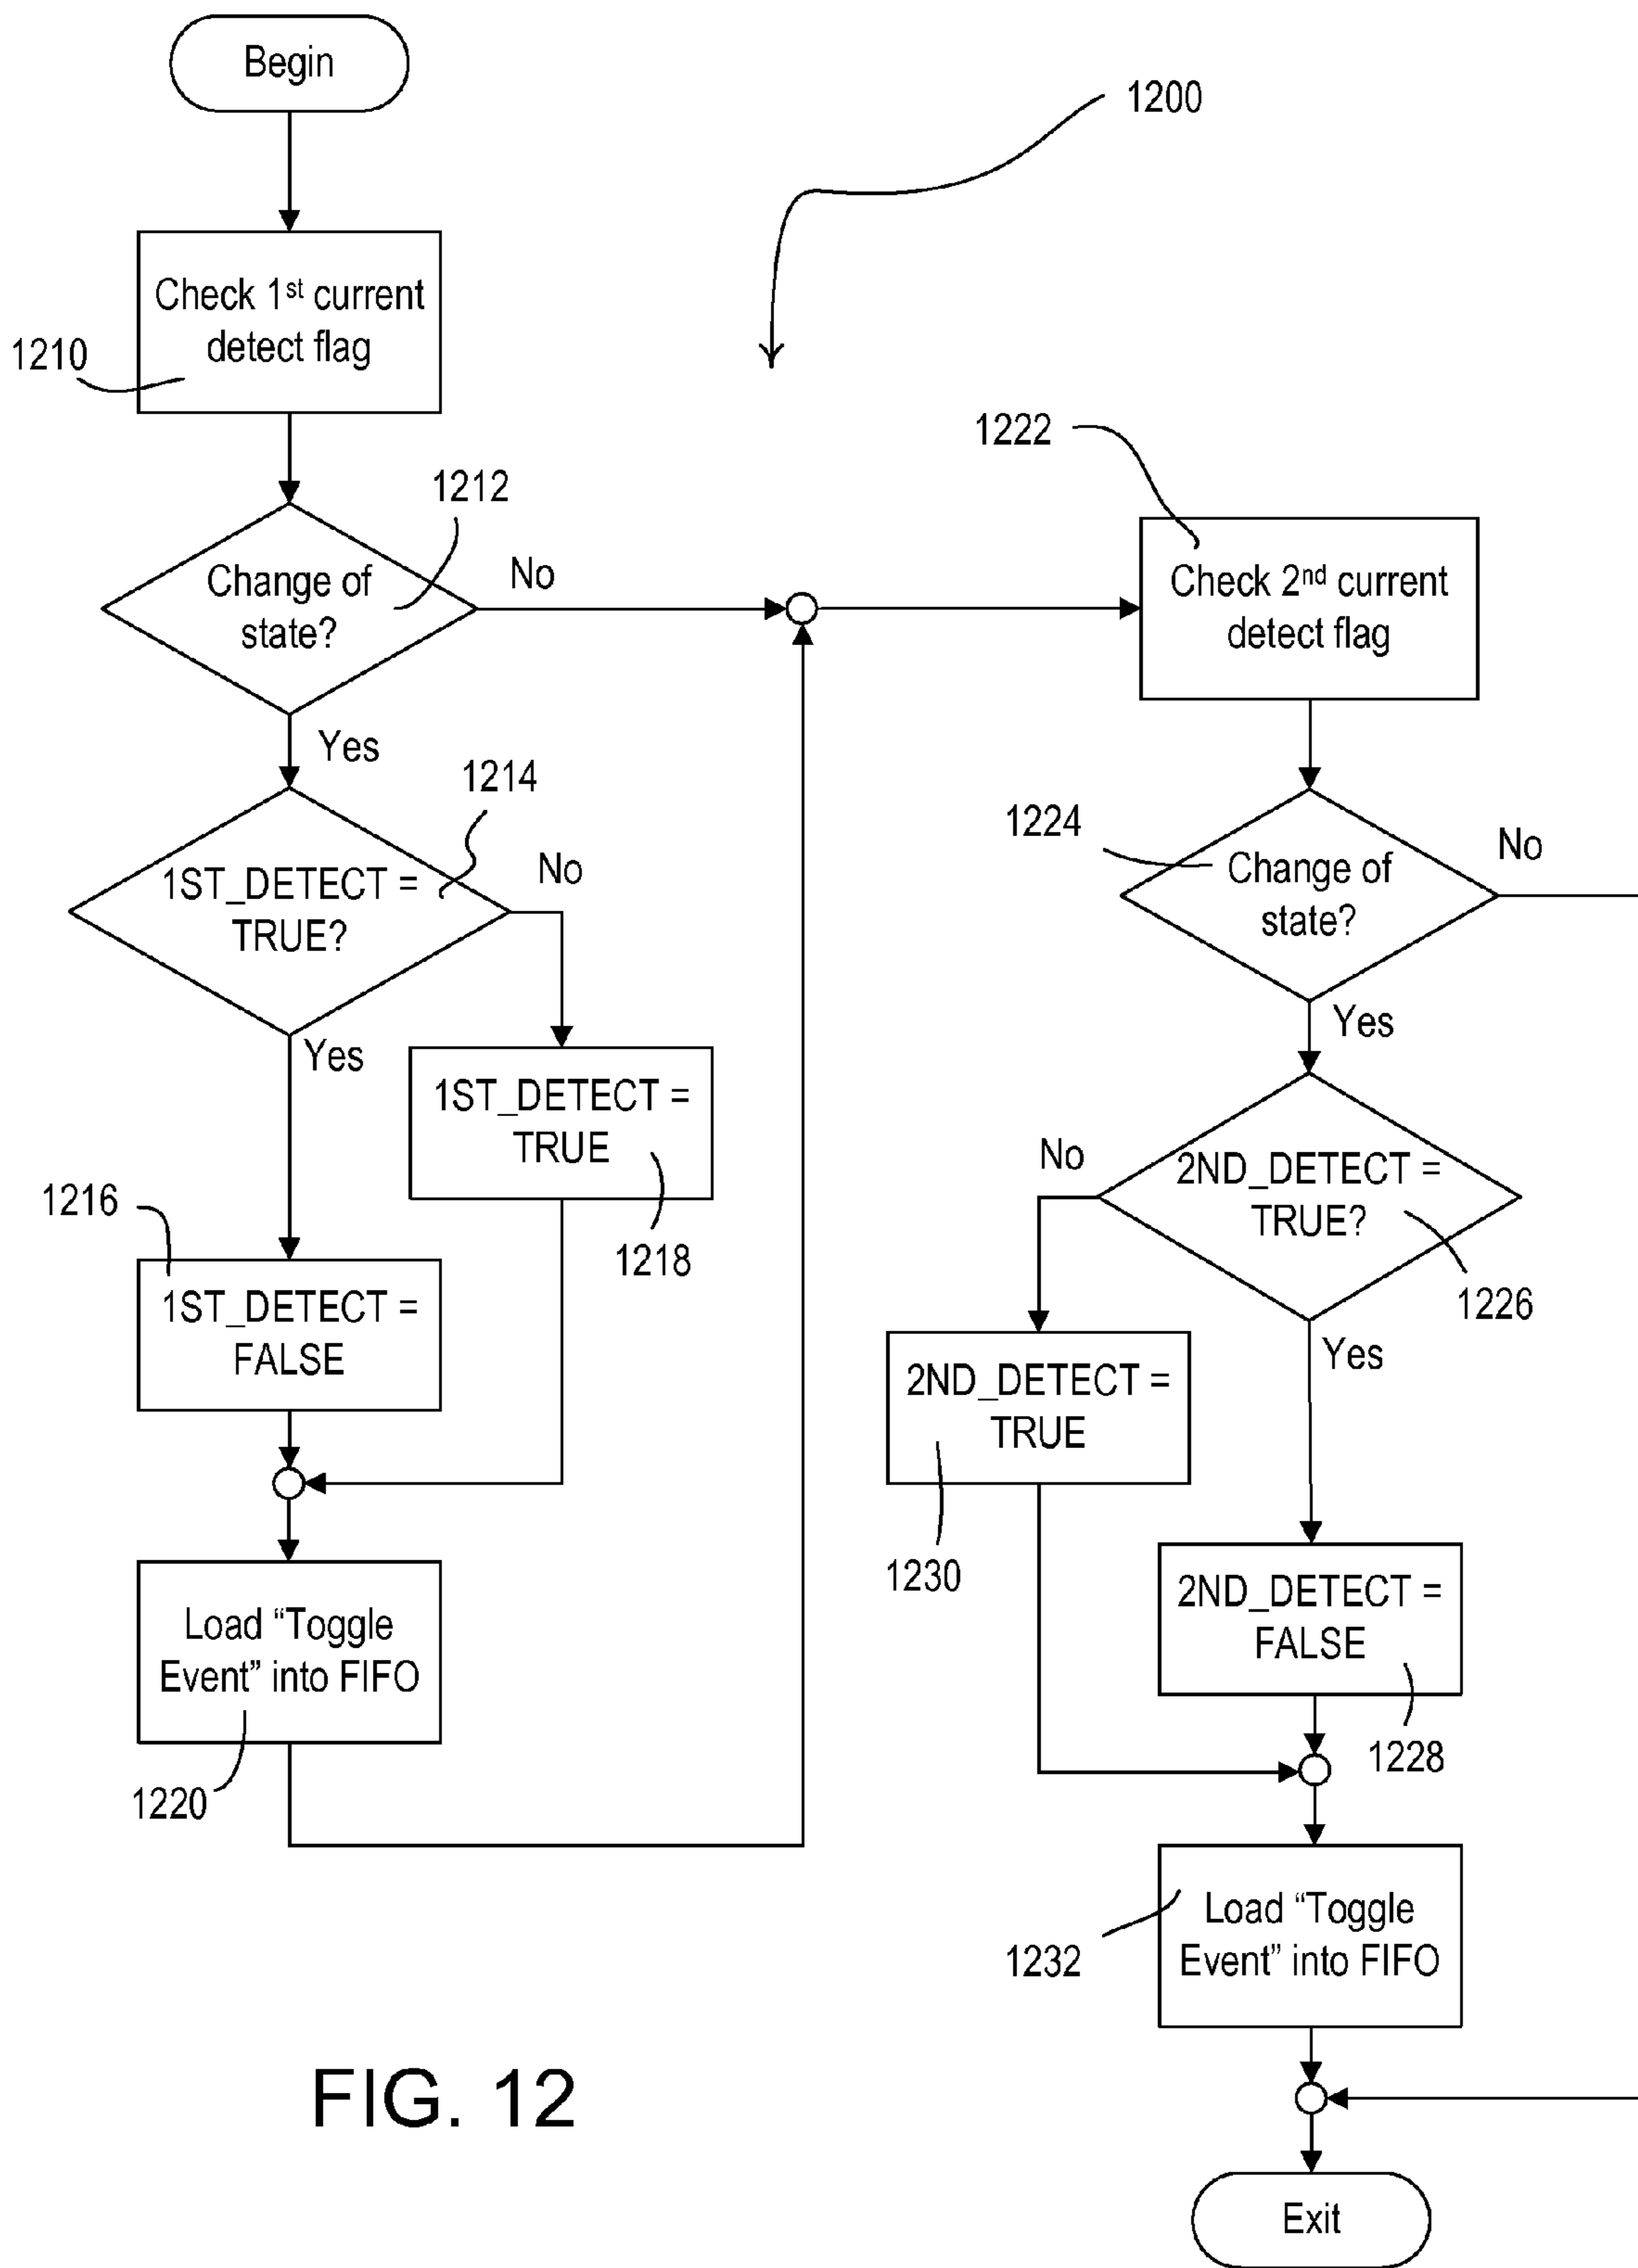 Begin
1200
Check 1st current
detect flag
1210
1212
Change of
state?
No
Yes
1214
1ST_DETECT =
TRUE?
No
Yes
1ST_DETECT =
TRUE
1218
1216
1ST_DETECT =
FALSE
Load “Toggle
Event” into FIFO
1220
1222
Check 2nd current
detect flag
1224
Change of
state?
No
Yes
2ND_DETECT =
TRUE?
No
1226
Yes
2ND_DETECT =
TRUE
1230
2ND_DETECT =
FALSE
1228
Load “Toggle
Event” into FIFO
1232
Exit
FIG. 12